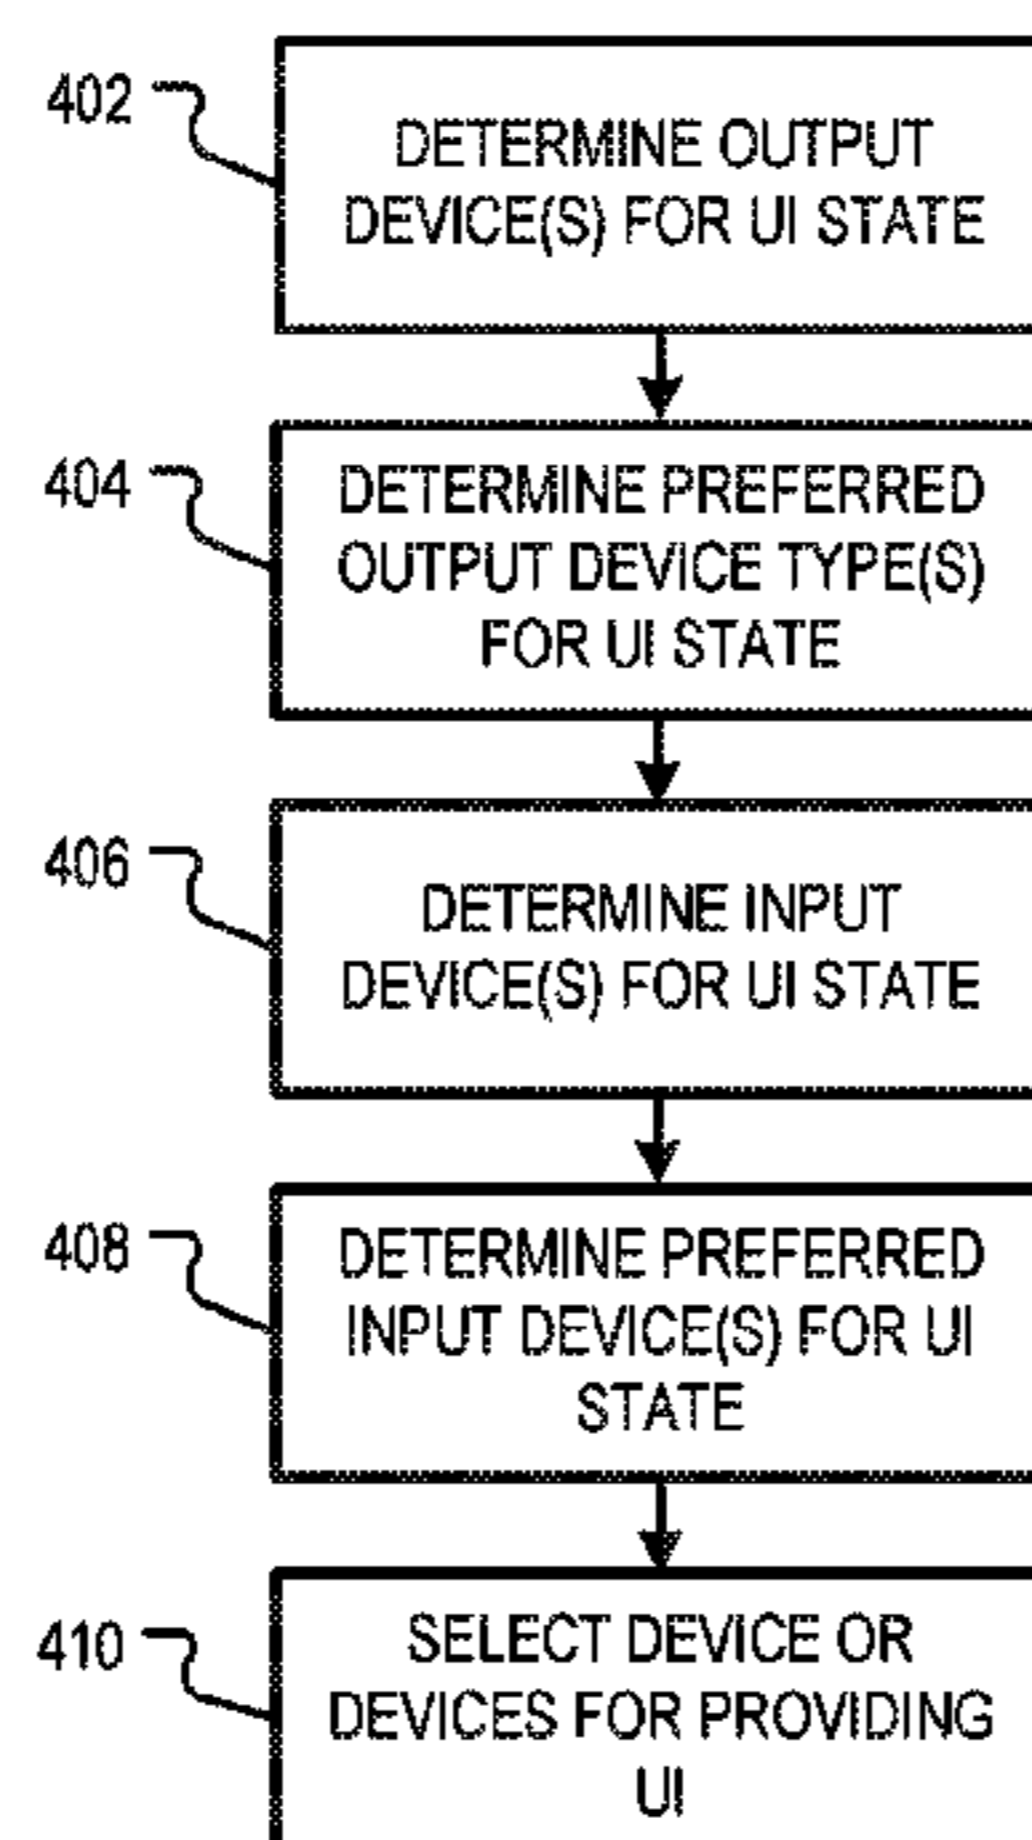 402
DETERMINE OUTPUT
DEVICE(S) FOR UI STATE
404
DETERMINE PREFERRED
OUTPUT DEVICE TYPE(S)
FOR UI STATE
406
DETERMINE INPUT
DEVICE(S) FOR UI STATE
408
DETERMINE PREFERRED
INPUT DEVICE(S) FOR UI
STATE
410
SELECT DEVICE OR
DEVICES FOR PROVIDING
UI